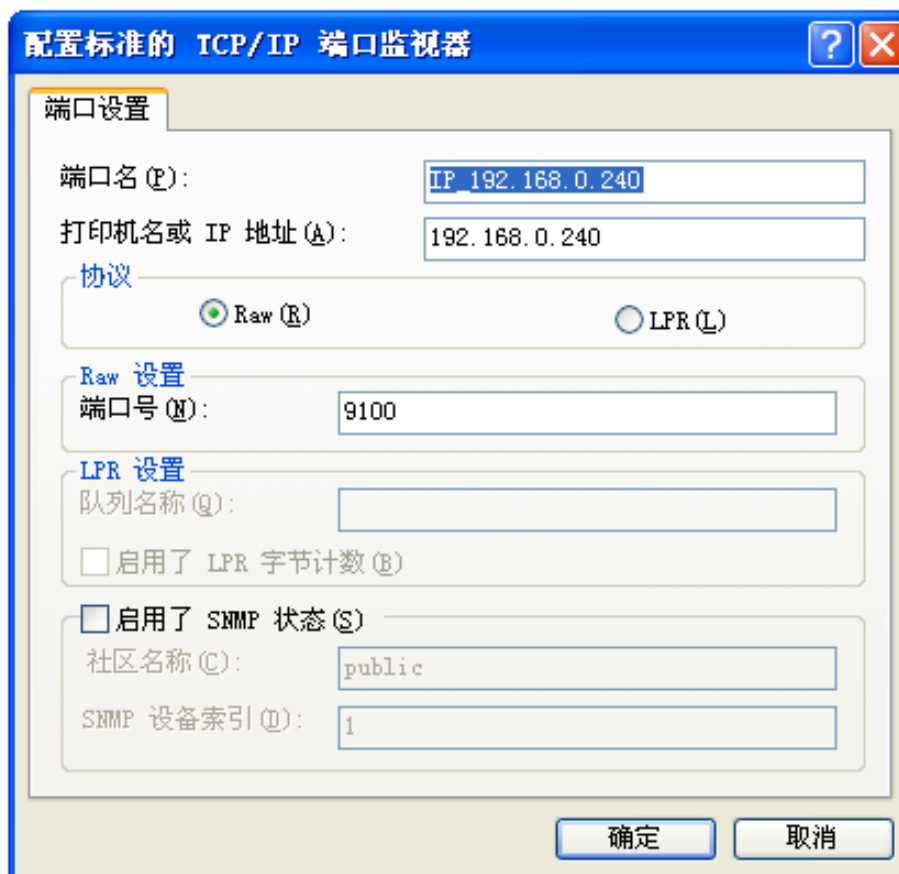 配置标准的 TCP/IP 端口监视器
端口设置
端口名(P): IP_192.168.0.240
打印机名或 IP 地址(A): 192.168.0.240
协议
Raw(R) LPR(L)
Raw 设置
端口号(N): 9100
LPR 设置
队列名称(Q):
启用了 LPR 字节计数(B)
启用了 SNMP 状态(S)
社区名称(C): public
SNMP 设备索引(D): 1
确定 取消